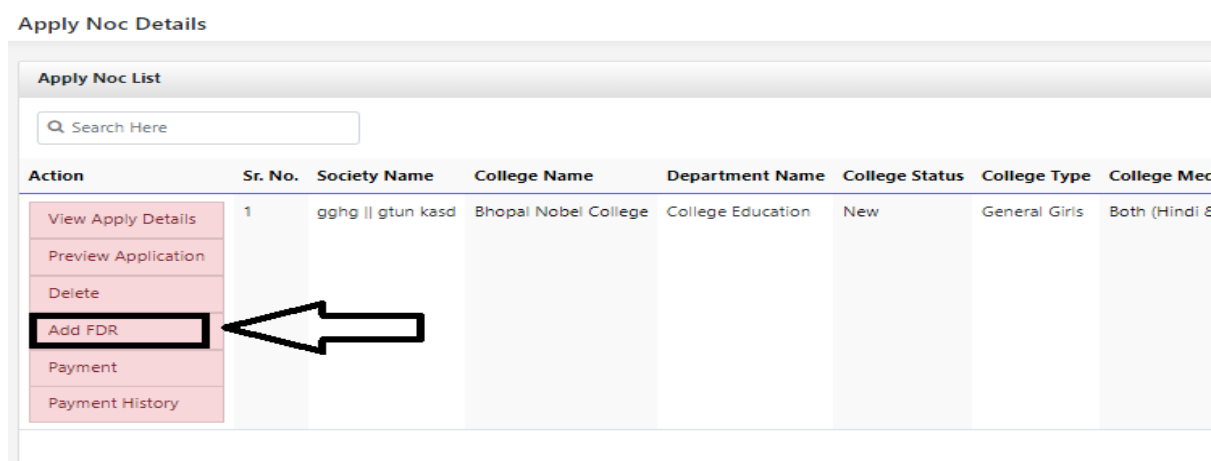 Apply Noc Details
Apply Noc List
Search Here
Action Sr. No. Society Name College Name Department Name College Status College Type College Med
View Apply Details 1 gghg || gtun kasd Bhopal Nobel College College Education New General Girls Both (Hindi &
Preview Application
Delete
Add FDR
Payment
Payment History